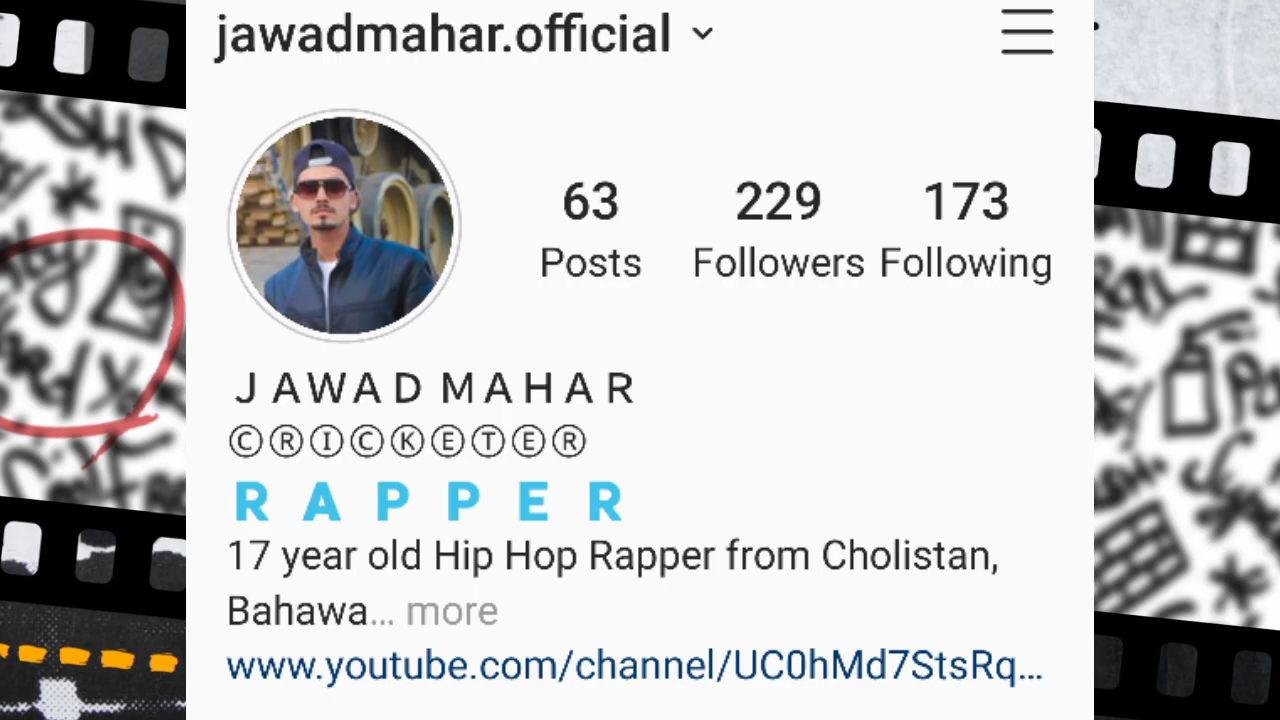 jawadmahar.official
63 229 173
Posts Followers Following
J A W A D M A H A R
Ⓒ Ⓡ Ⓘ Ⓒ Ⓚ Ⓔ Ⓣ Ⓔ Ⓡ
R A P P E R
17 year old Hip Hop Rapper from Cholistan,
Bahawa... more
www.youtube.com/channel/UC0hMd7StsRq...